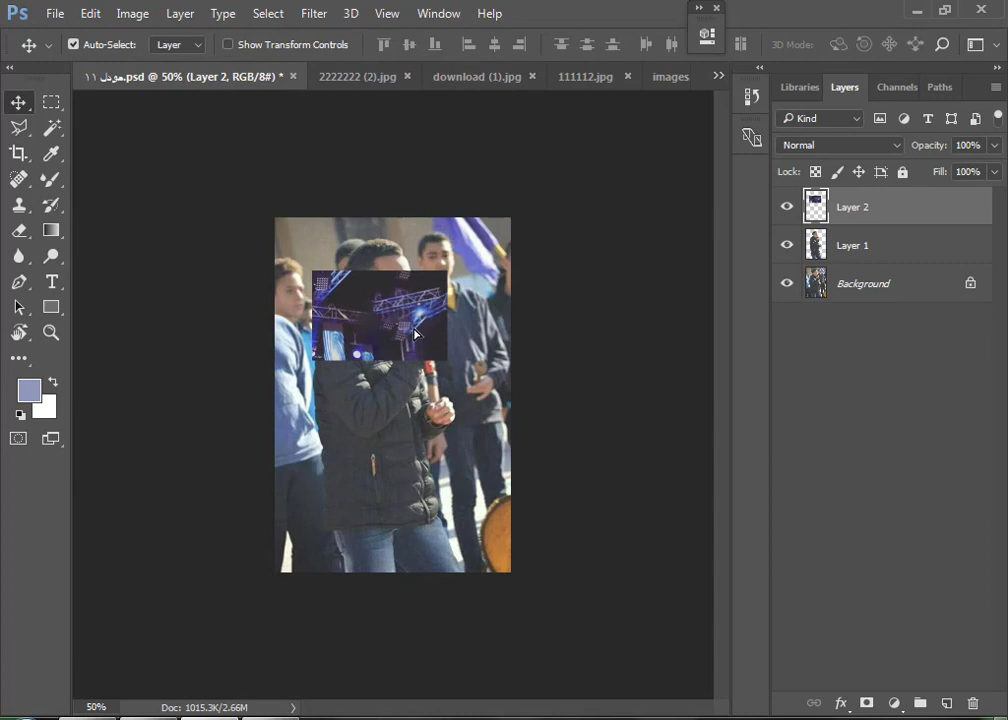 Ps File Edit Image Layer Type Select Filter 3D View Window Help
Auto-Select: Layer Show Transform Controls 3D Mode:
مودل ١١.psd @ 50% (Layer 2, RGB/8#) * 2222222 (2).jpg download (1).jpg 111112.jpg images
Libraries Layers Channels Paths
Kind
Normal Opacity: 100%
Lock: Fill: 100%
Layer 2
Layer 1
Background
50% Doc: 1015.3K/2.66M